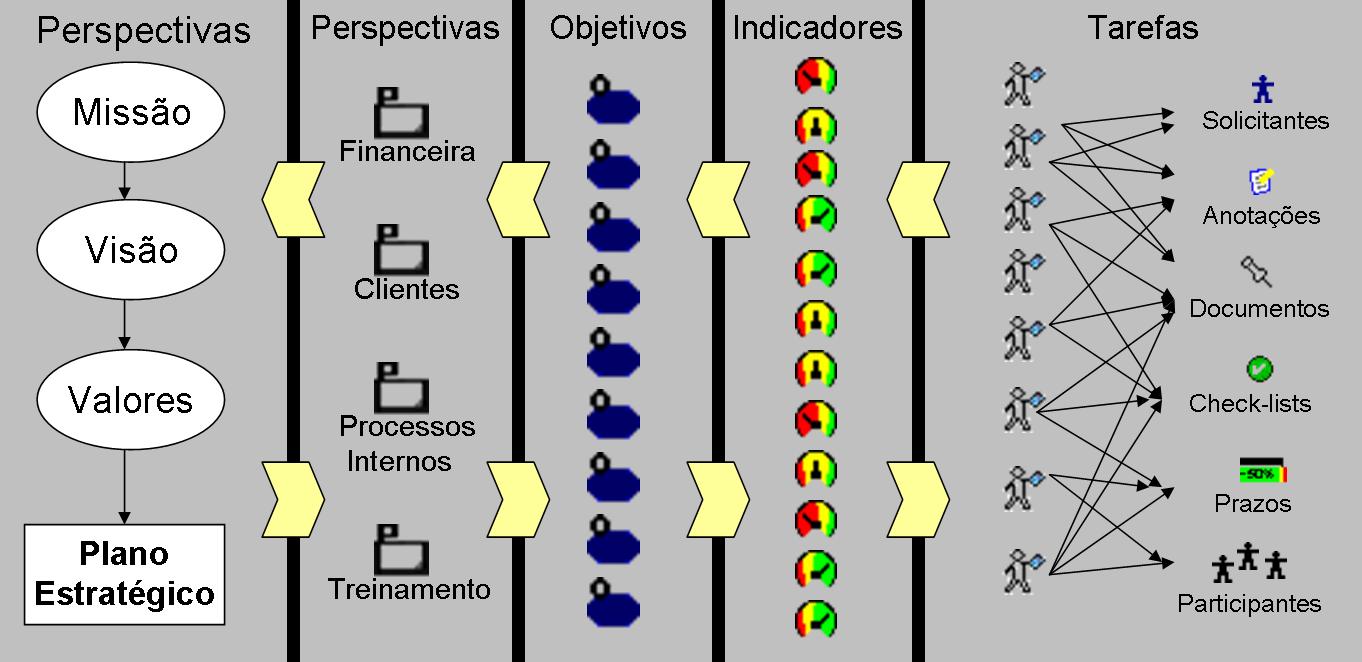 Perspectivas
Missão
Visão
Valores
Plano
Estratégico
Perspectivas
Financeira
Clientes
Processos
Internos
Treinamento
Objetivos
Indicadores
Tarefas
Solicitantes
Anotações
Documentos
Check-lists
-50%
Prazos
Participantes